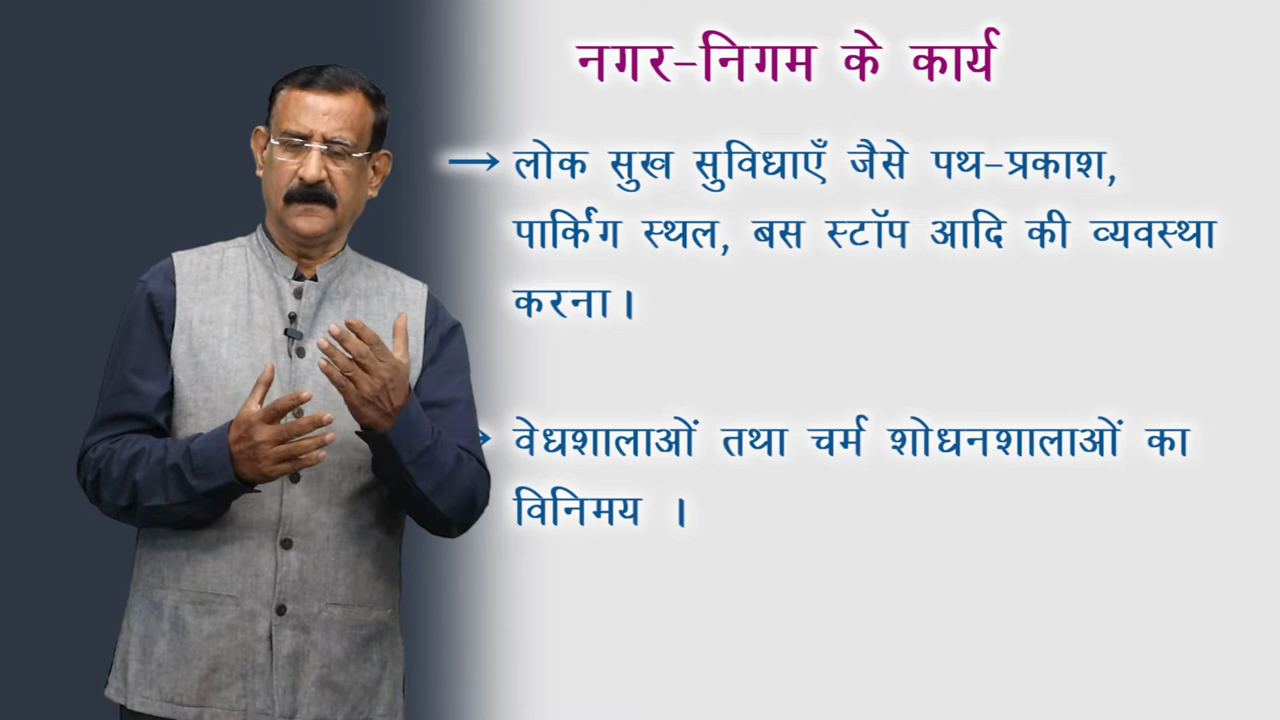 नगर-निगम के कार्य
→ लोक सुख सुविधाएँ जैसे पथ-प्रकाश,
पार्किंग स्थल, बस स्टॉप आदि की व्यवस्था
करना।
वेधशालाओं तथा चर्म शोधनशालाओं का
विनिमय ।